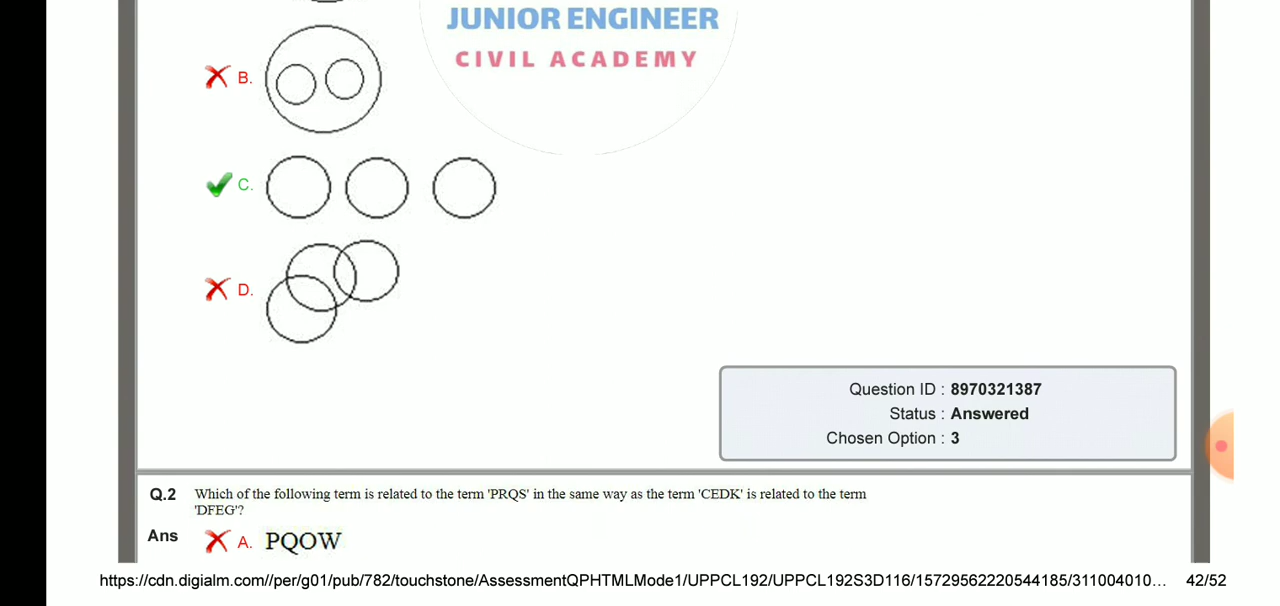 JUNIOR ENGINEER
CIVIL ACADEMY
B.
C.
D.
Question ID : 8970321387
Status : Answered
Chosen Option : 3
Q.2 Which of the following term is related to the term 'PRQS' in the same way as the term 'CEDK' is related to the term
'DFEG'?
Ans A. PQOW
https://cdn.digialm.com//per/g01/pub/782/touchstone/AssessmentQPHTMLMode1/UPPCL192/UPPCL192S3D116/15729562220544185/311004010... 42/52